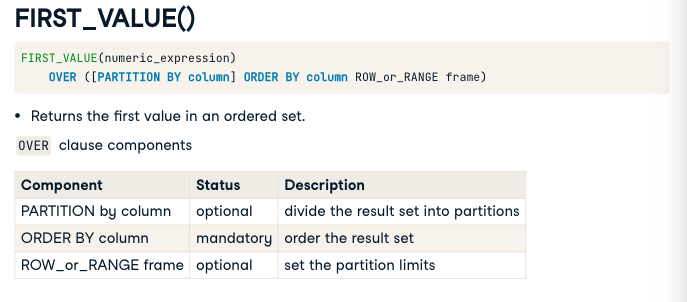 FIRST_VALUE()
FIRST_VALUE(numeric_expression)
OVER ([PARTITION BY column] ORDER BY column ROW_or_RANGE frame)
• Returns the first value in an ordered set.
OVER clause components
Component Status Description
PARTITION by column optional divide the result set into partitions
ORDER BY column mandatory order the result set
ROW_or_RANGE frame optional set the partition limits